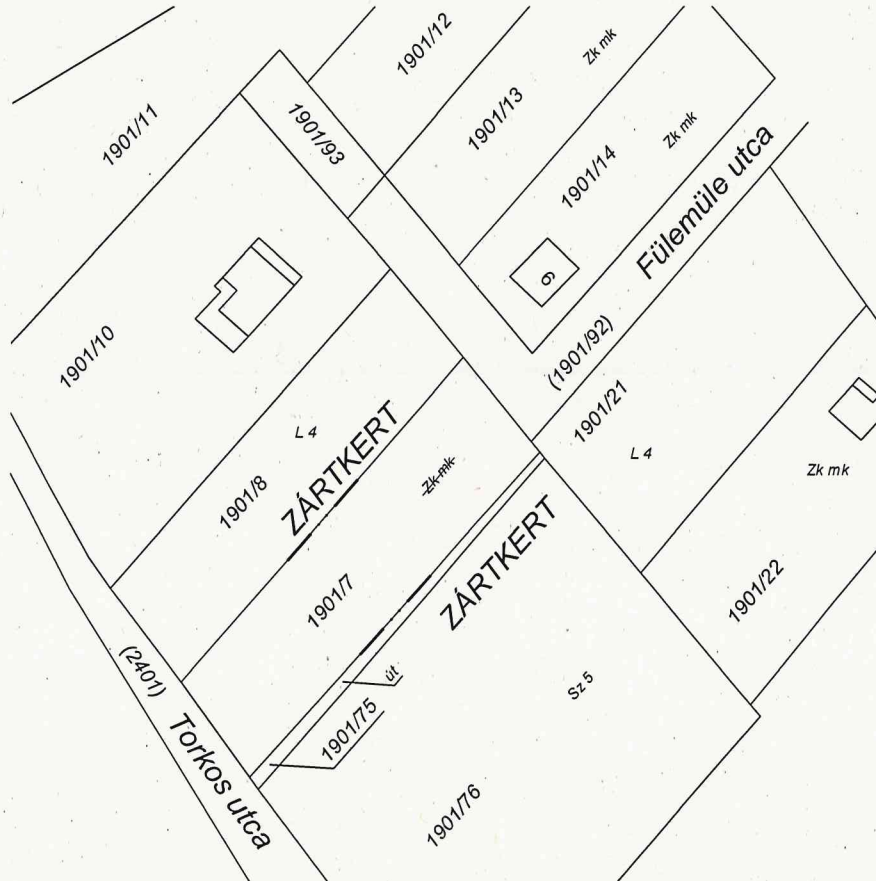 1901/12
Zk mk
1901/11
1901/93
1901/13
Zk mk
1901/14
Fülemüle utca
6
1901/10
(1901/92)
1901/21
L 4
ZÁRTKERT
L 4
Zk mk
Zk mk
1901/8
ZÁRTKERT
1901/7
1901/22
(2401)
út
Sz 5
1901/75
Torkos utca
1901/76